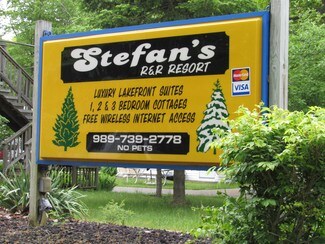 Stefan's
R&R RESORT
MasterCard
VISA
LUXURY LAKEFRONT SUITES
1, 2 & 3 BEDROOM COTTAGES
FREE WIRELESS INTERNET ACCESS
989-739-2778
NO PETS